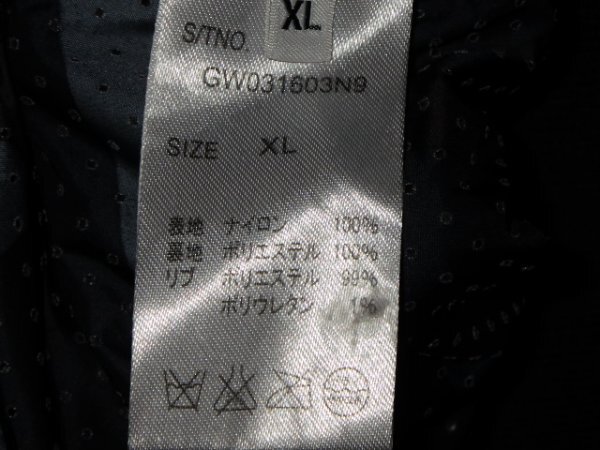 XL
S/TNO
GW031603N9
SIZE XL
表地 ナイロン 100%
裏地 ポリエステル 100%
リブ ポリエステル 99%
ポリウレタン 1%